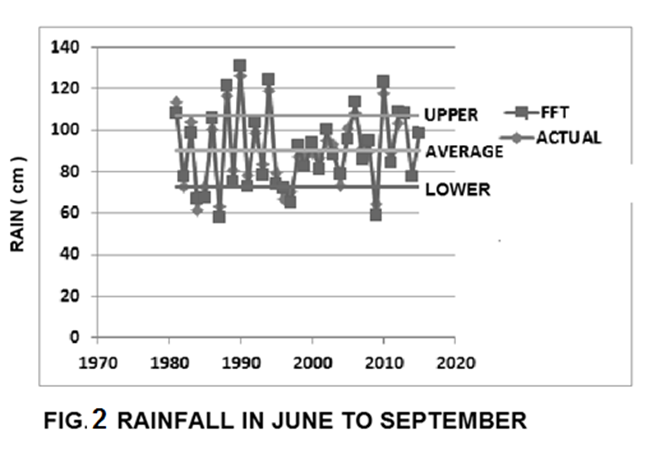 140
120
100
80
60
40
20
0
RAIN ( cm )
1970 1980 1990 2000 2010 2020
UPPER
AVERAGE
LOWER
FFT
ACTUAL
FIG.2 RAINFALL IN JUNE TO SEPTEMBER